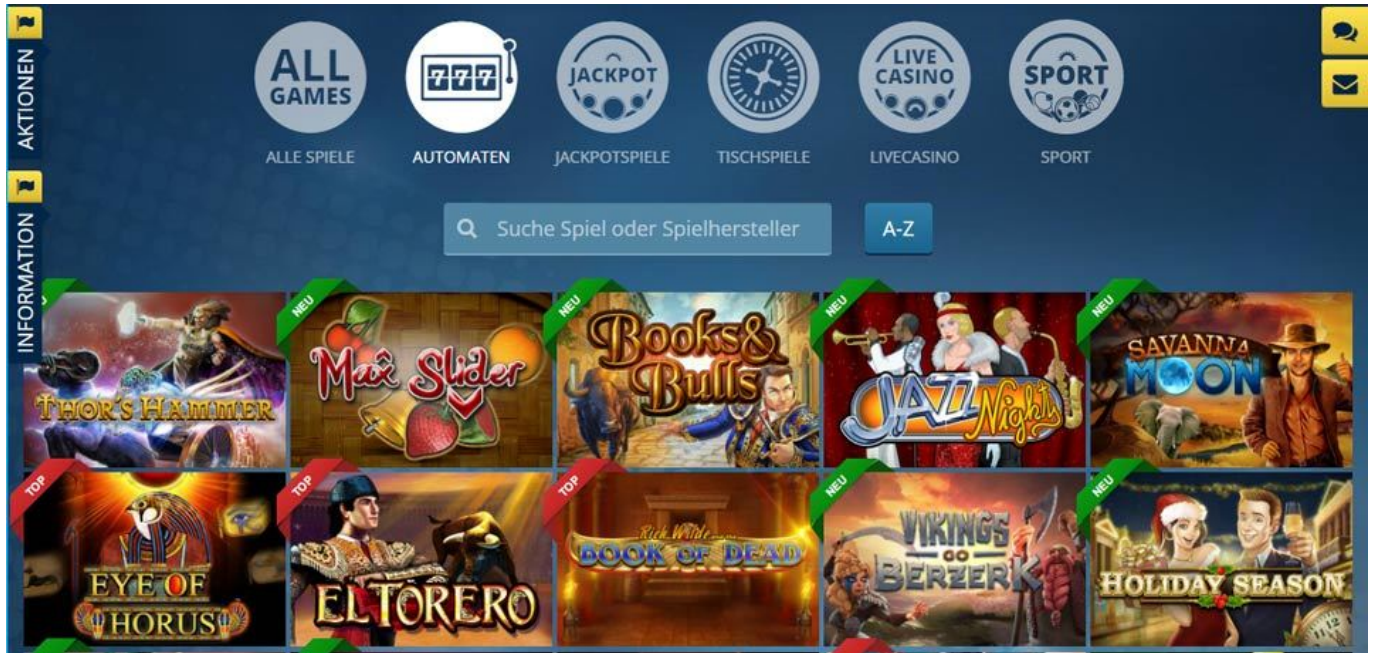 AKTIONEN
INFORMATION
ALL
GAMES
ALLE SPIELE
777
AUTOMATEN
JACKPOT
JACKPOTSPIELE
TISCHSPIELE
LIVE
CASINO
LIVECASINO
SPORT
SPORT
Suche Spiel oder Spielhersteller
A-Z
THOR'S HAMMER
NEU
Max Slider
NEU
Books &
Bulls
NEU
JAZZ
Nights
NEU
SAVANNA
MOON
TOP
EYE OF
HORUS
TOP
EL TORERO
TOP
Rich Wilde and the
BOOK OF DEAD
NEU
VIKINGS
GO
BERZERK
NEU
HOLIDAY SEASON